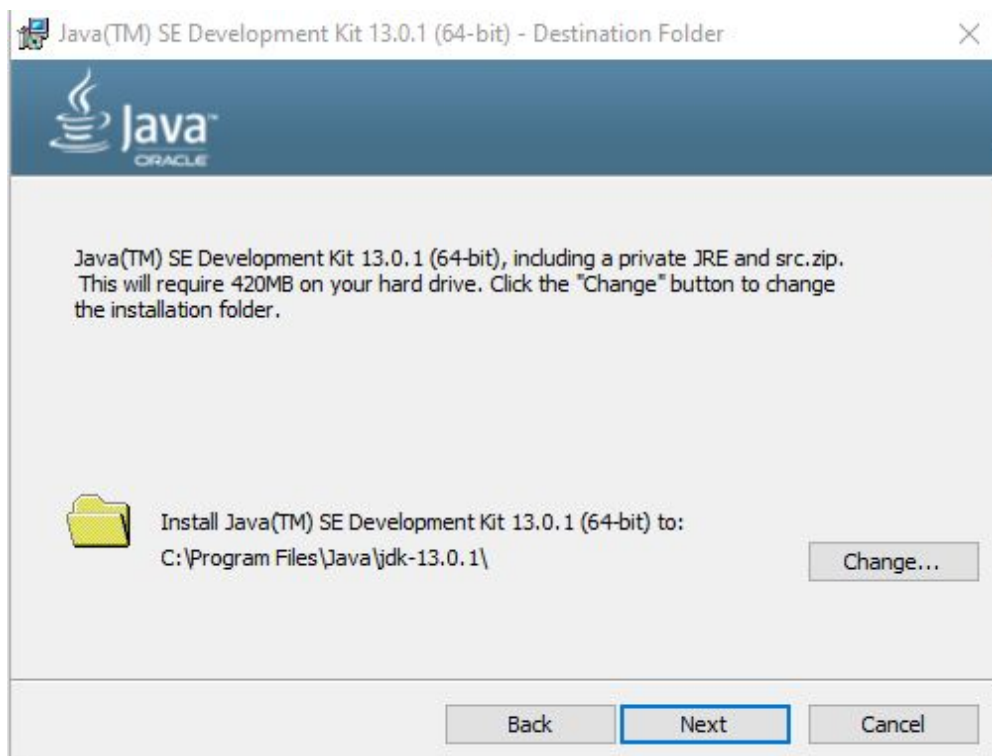 Java(TM) SE Development Kit 13.0.1 (64-bit) - Destination Folder
Java™
ORACLE
Java(TM) SE Development Kit 13.0.1 (64-bit), including a private JRE and src.zip.
This will require 420MB on your hard drive. Click the "Change" button to change
the installation folder.
Install Java(TM) SE Development Kit 13.0.1 (64-bit) to:
C:\Program Files\Java\jdk-13.0.1\
Change...
Back
Next
Cancel